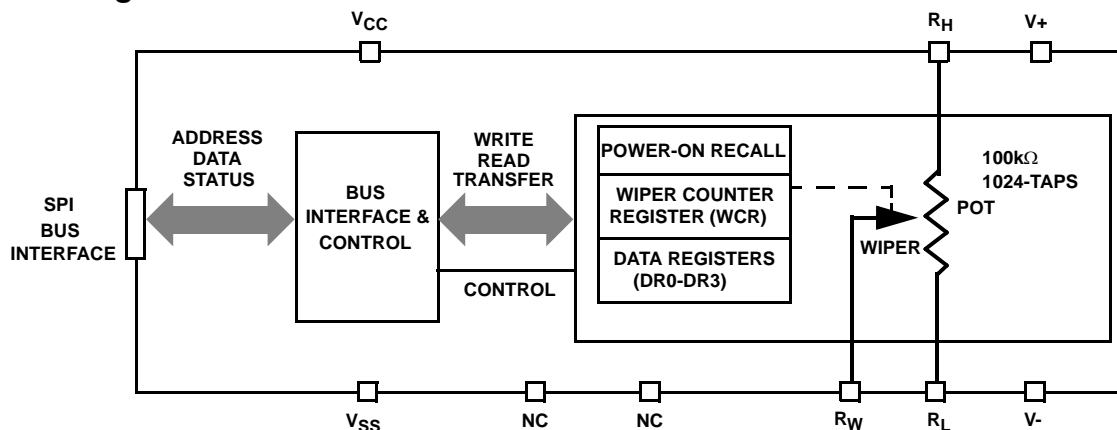 VCC
RH
V+
ADDRESS
DATA
STATUS
WRITE
READ
TRANSFER
POWER-ON RECALL
100kΩ
1024-TAPS
SPI
BUS
INTERFACE
BUS
INTERFACE &
CONTROL
WIPER COUNTER
REGISTER (WCR)
POT
WIPER
DATA REGISTERS
(DR0-DR3)
CONTROL
VSS
NC
NC
RW
RL
V-